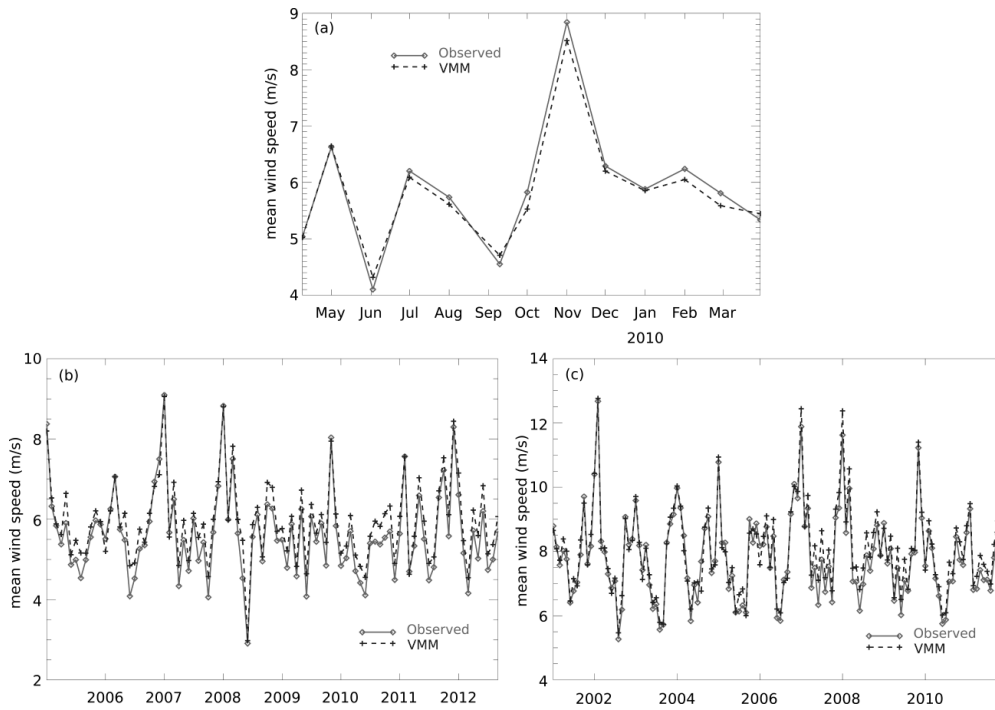 (a)
Observed
VMM
mean wind speed (m/s)
9
8
7
6
5
4
May Jun Jul Aug Sep Oct Nov Dec Jan Feb Mar
2010
(b)
mean wind speed (m/s)
10
8
6
4
2
Observed
VMM
2006 2007 2008 2009 2010 2011 2012
(c)
mean wind speed (m/s)
14
12
10
8
6
4
Observed
VMM
2002 2004 2006 2008 2010